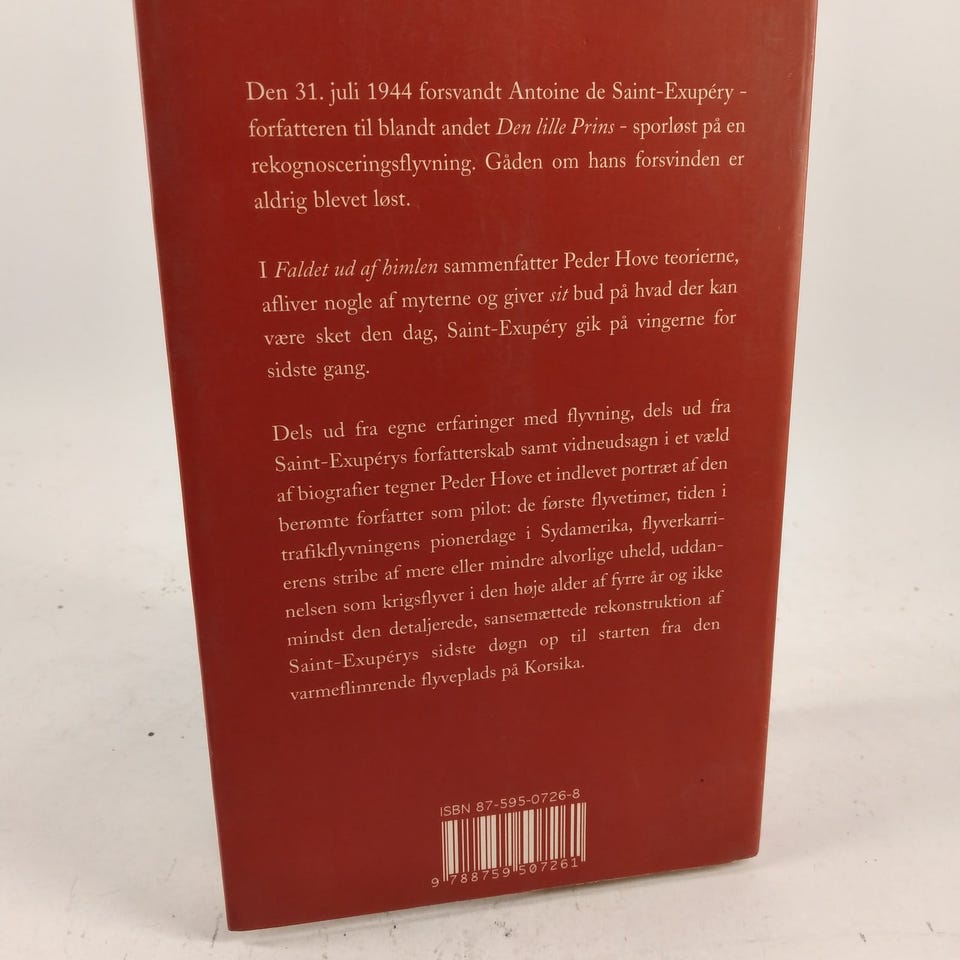 Den 31. juli 1944 forsvandt Antoine de Saint-Exupéry -
forfatteren til blandt andet Den lille Prins - sporløst på en
rekognosceringsflyvning. Gåden om hans forsvinden er
aldrig blevet løst.
I Faldet ud af himlen sammenfatter Peder Hove teorierne,
afliver nogle af myterne og giver sit bud på hvad der kan
være sket den dag, Saint-Exupéry gik på vingerne for
sidste gang.
Dels ud fra egne erfaringer med flyvning, dels ud fra
Saint-Exupérys forfatterskab samt vidneudsagn i et væld
af biografier tegner Peder Hove et indlevet portræt af den
berømte forfatter som pilot: de første flyvetimer, tiden i
trafikflyvningens pionerdage i Sydamerika, flyverkarri-
erens stribe af mere eller mindre alvorlige uheld, uddan-
nelsen som krigsflyver i den høje alder af fyrre år og ikke
mindst den detaljerede, sansemættede rekonstruktion af
Saint-Exupérys sidste døgn op til starten fra den
varmeflimrende flyveplads på Korsika.
ISBN 87-595-0726-8
9 788759 507261